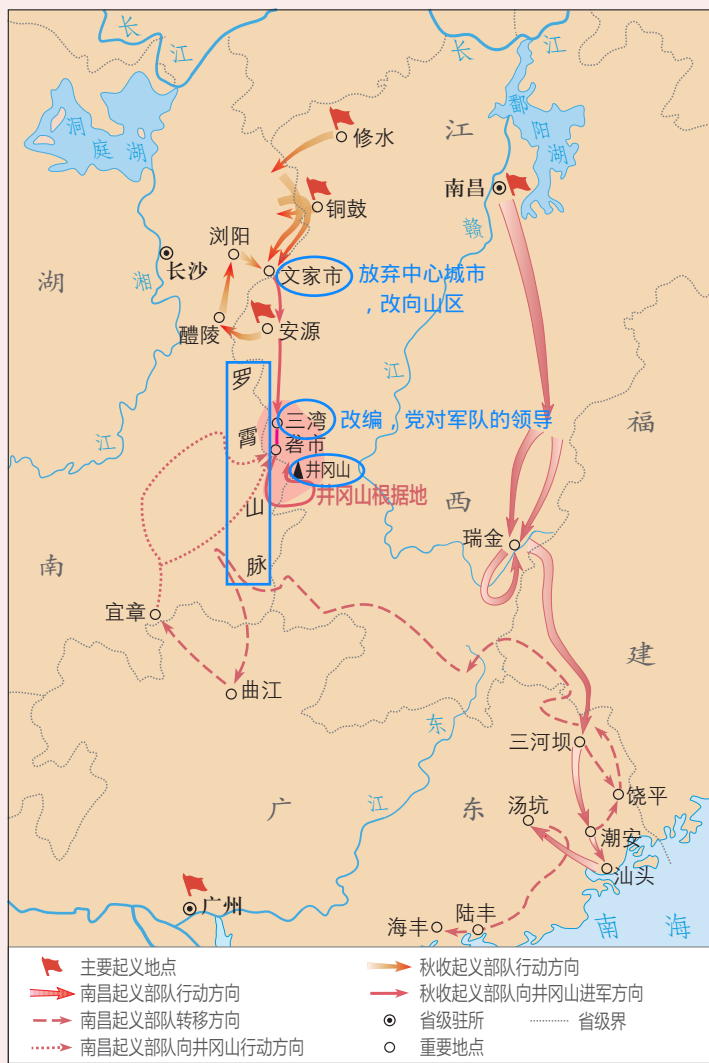 长
江
长
江
洞
庭
湖
鄱
阳
湖
修水
江
南昌
铜鼓
赣
浏阳
长沙
文家市
放弃中心城市
，改向山区
湖
湘
醴陵
安源
江
罗
霄
山
脉
三湾
改编，党对军队的领导
砻市
井冈山
井冈山根据地
福
江
西
瑞金
南
宜章
建
曲江
东
三河坝
广
江
东
汤坑
饶平
潮安
汕头
广州
海丰
陆丰
南
海
主要起义地点
秋收起义部队行动方向
南昌起义部队行动方向
秋收起义部队向井冈山进军方向
南昌起义部队转移方向
省级驻所
省级界
南昌起义部队向井冈山行动方向
重要地点